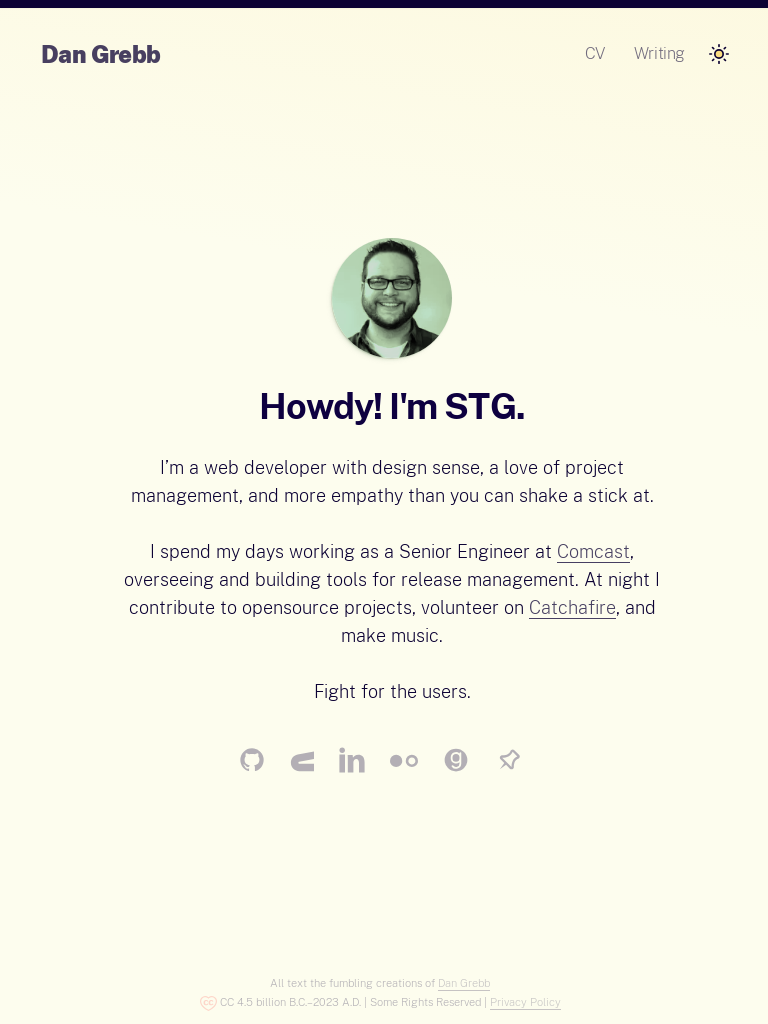 Dan Grebb
CV
Writing
Howdy! I'm STG.
I’m a web developer with design sense, a love of project
management, and more empathy than you can shake a stick at.
I spend my days working as a Senior Engineer at Comcast,
overseeing and building tools for release management. At night I
contribute to opensource projects, volunteer on Catchafire, and
make music.
Fight for the users.
All text the fumbling creations of Dan Grebb
CC 4.5 billion B.C.–2023 A.D. | Some Rights Reserved | Privacy Policy